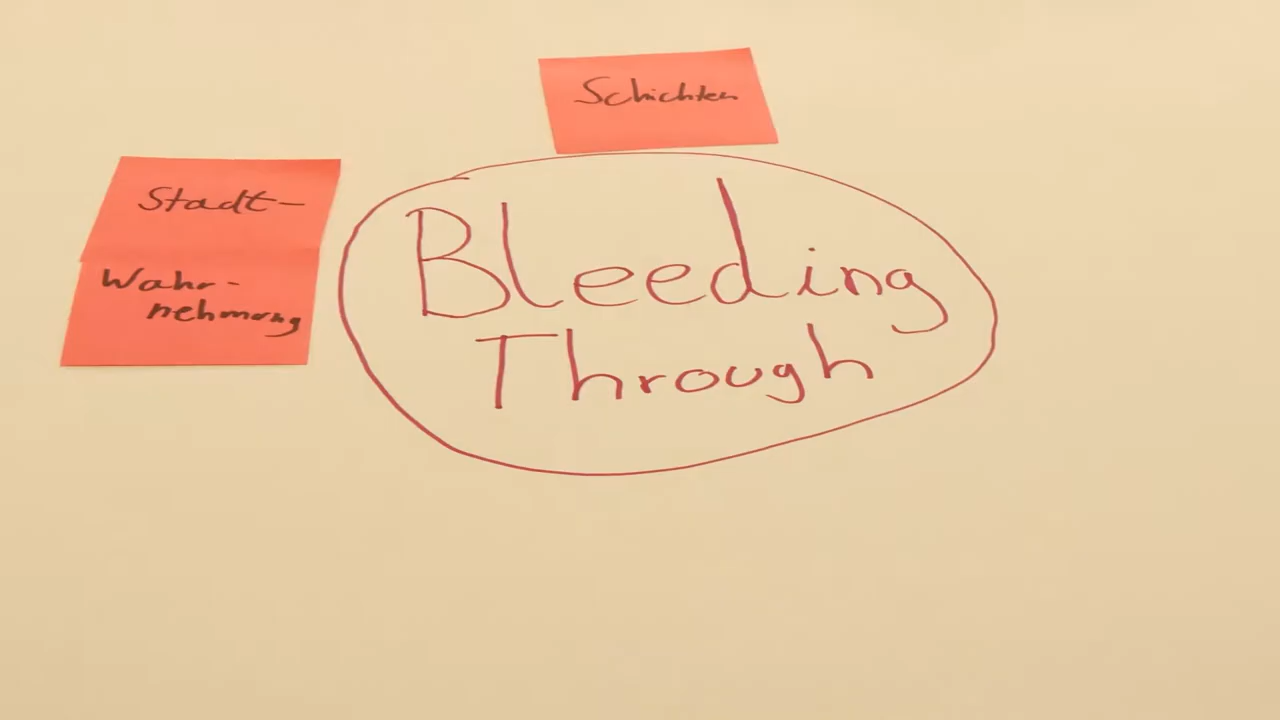 Schichten
Stadt-
Wahr-
nehmung
Bleeding
Through